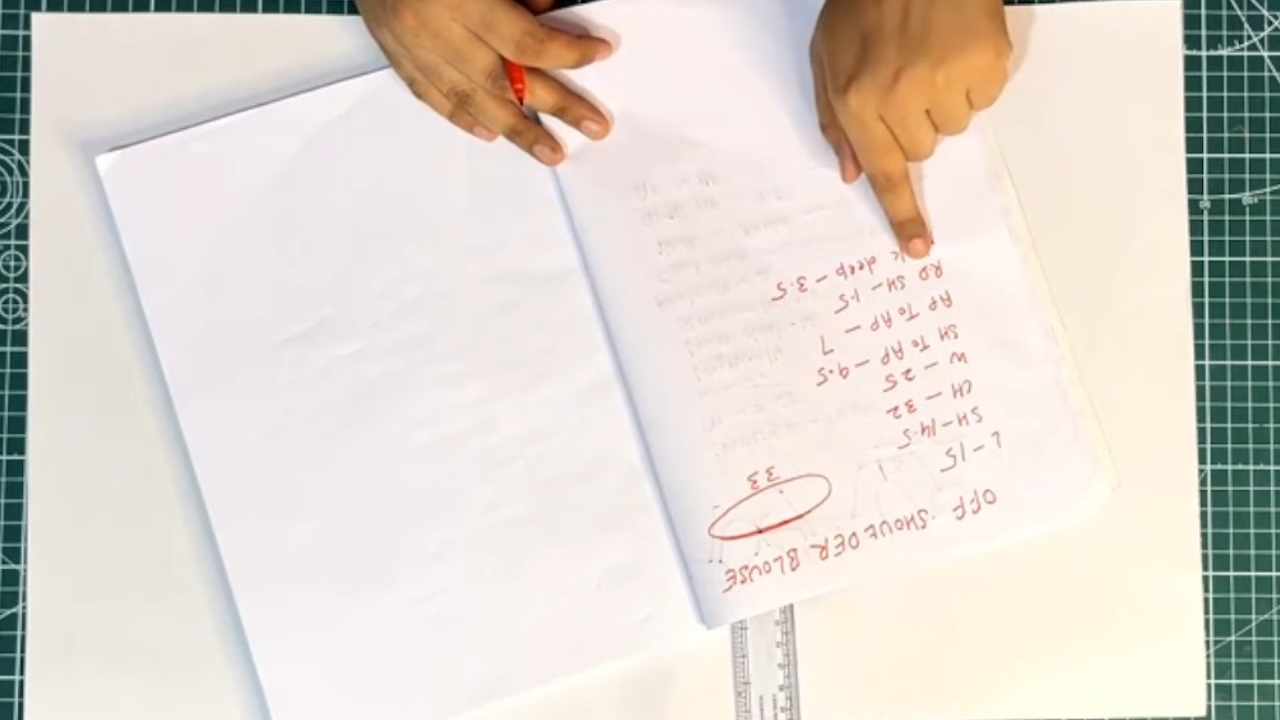 OFF SHOULDER BLOUSE
33
L-15
SH-14.5
CH-32
W-25
SH To AP-9.5
AP To AP-7
RD SH-1.5
deep-3.5